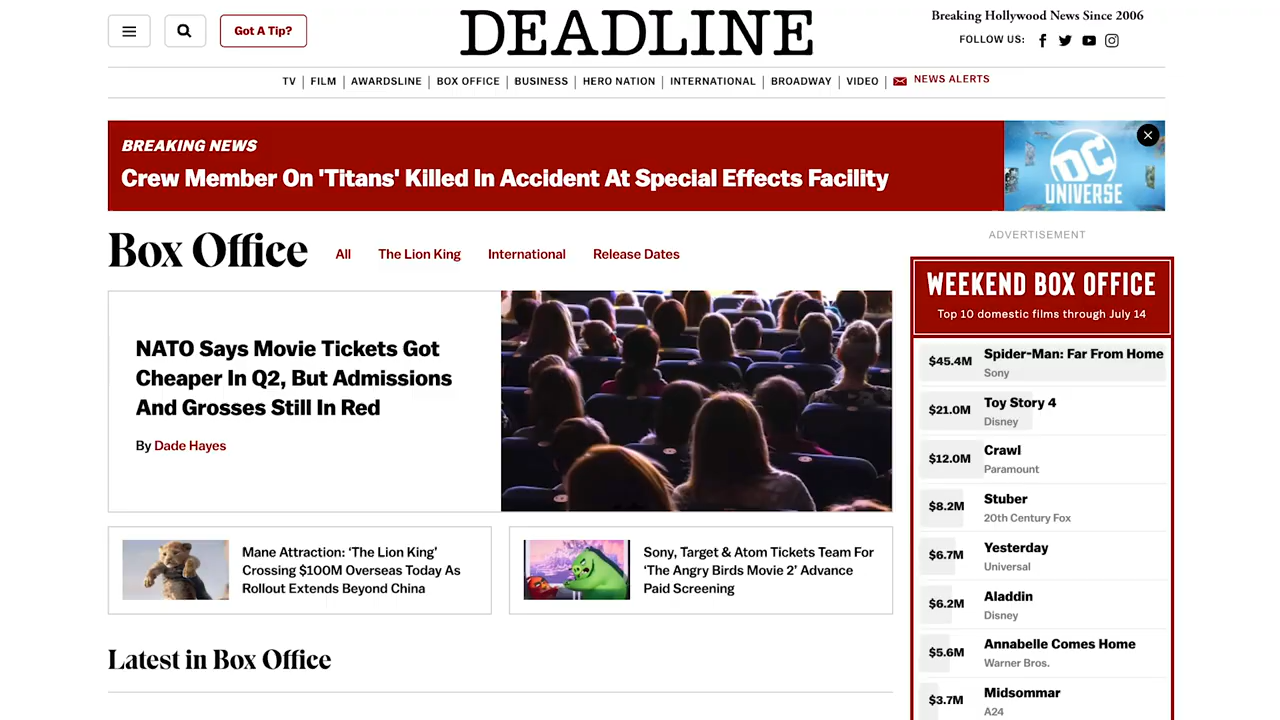 Got A Tip?
DEADLINE
Breaking Hollywood News Since 2006
FOLLOW US:
TV | FILM | AWARDSLINE | BOX OFFICE | BUSINESS | HERO NATION | INTERNATIONAL | BROADWAY | VIDEO | NEWS ALERTS
BREAKING NEWS
Crew Member On 'Titans' Killed In Accident At Special Effects Facility
DC
UNIVERSE
ADVERTISEMENT
Box Office
All The Lion King International Release Dates
NATO Says Movie Tickets Got
Cheaper In Q2, But Admissions
And Grosses Still In Red
By Dade Hayes
Mane Attraction: ‘The Lion King’
Crossing $100M Overseas Today As
Rollout Extends Beyond China
Sony, Target & Atom Tickets Team For
‘The Angry Birds Movie 2’ Advance
Paid Screening
Latest in Box Office
WEEKEND BOX OFFICE
Top 10 domestic films through July 14
$45.4M Spider-Man: Far From Home
Sony
$21.0M Toy Story 4
Disney
$12.0M Crawl
Paramount
$8.2M Stuber
20th Century Fox
$6.7M Yesterday
Universal
$6.2M Aladdin
Disney
$5.6M Annabelle Comes Home
Warner Bros.
$3.7M Midsommar
A24